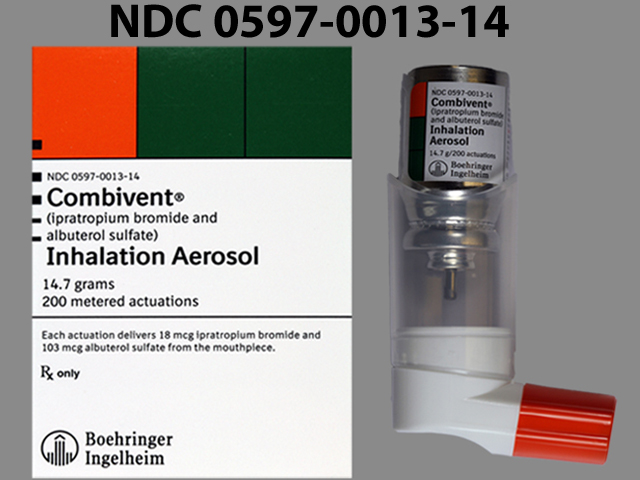 NDC 0597-0013-14
NDC 0597-0013-14
Combivent®
(ipratropium bromide and
albuterol sulfate)
Inhalation Aerosol
14.7 grams
200 metered actuations
Each actuation delivers 18 mcg ipratropium bromide and
103 mcg albuterol sulfate from the mouthpiece.
Rx only
Boehringer
Ingelheim
NDC 0597-0013-14
Combivent®
(ipratropium bromide
and albuterol sulfate)
Inhalation
Aerosol
14.7 g/200 actuations
Boehringer
Ingelheim